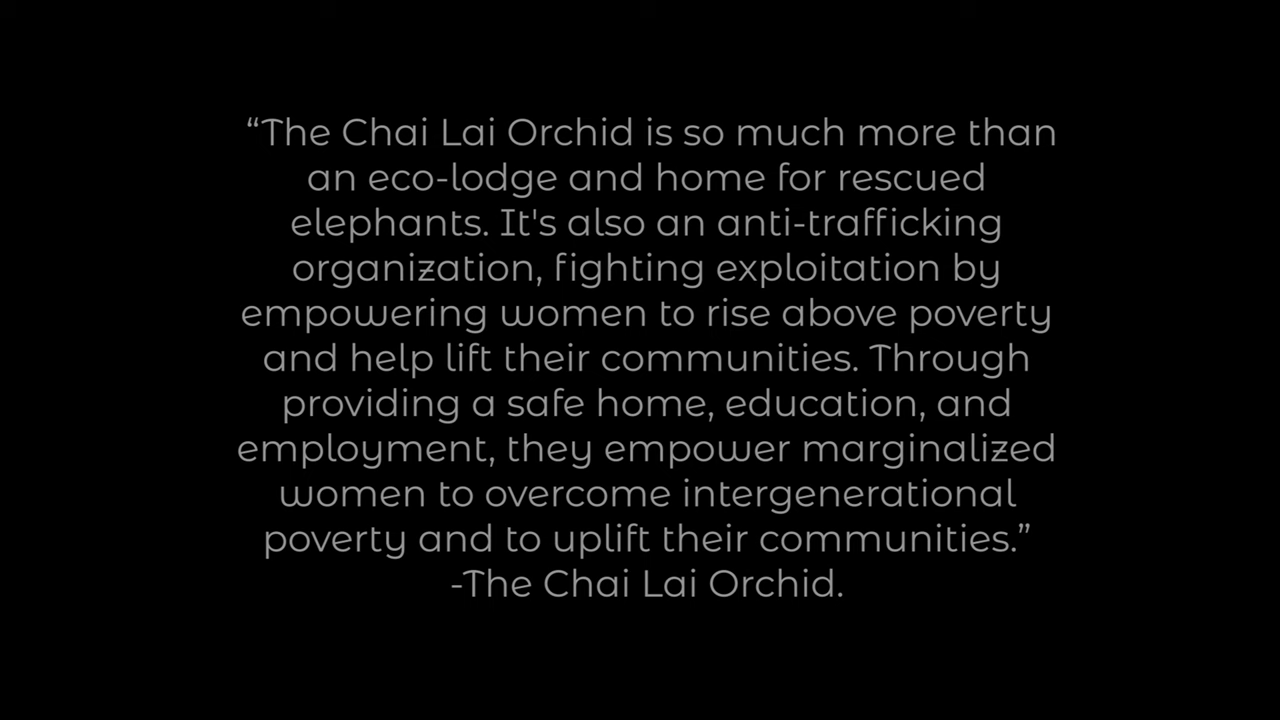 “The Chai Lai Orchid is so much more than
an eco-lodge and home for rescued
elephants. It's also an anti-trafficking
organization, fighting exploitation by
empowering women to rise above poverty
and help lift their communities. Through
providing a safe home, education, and
employment, they empower marginalized
women to overcome intergenerational
poverty and to uplift their communities.”
-The Chai Lai Orchid.